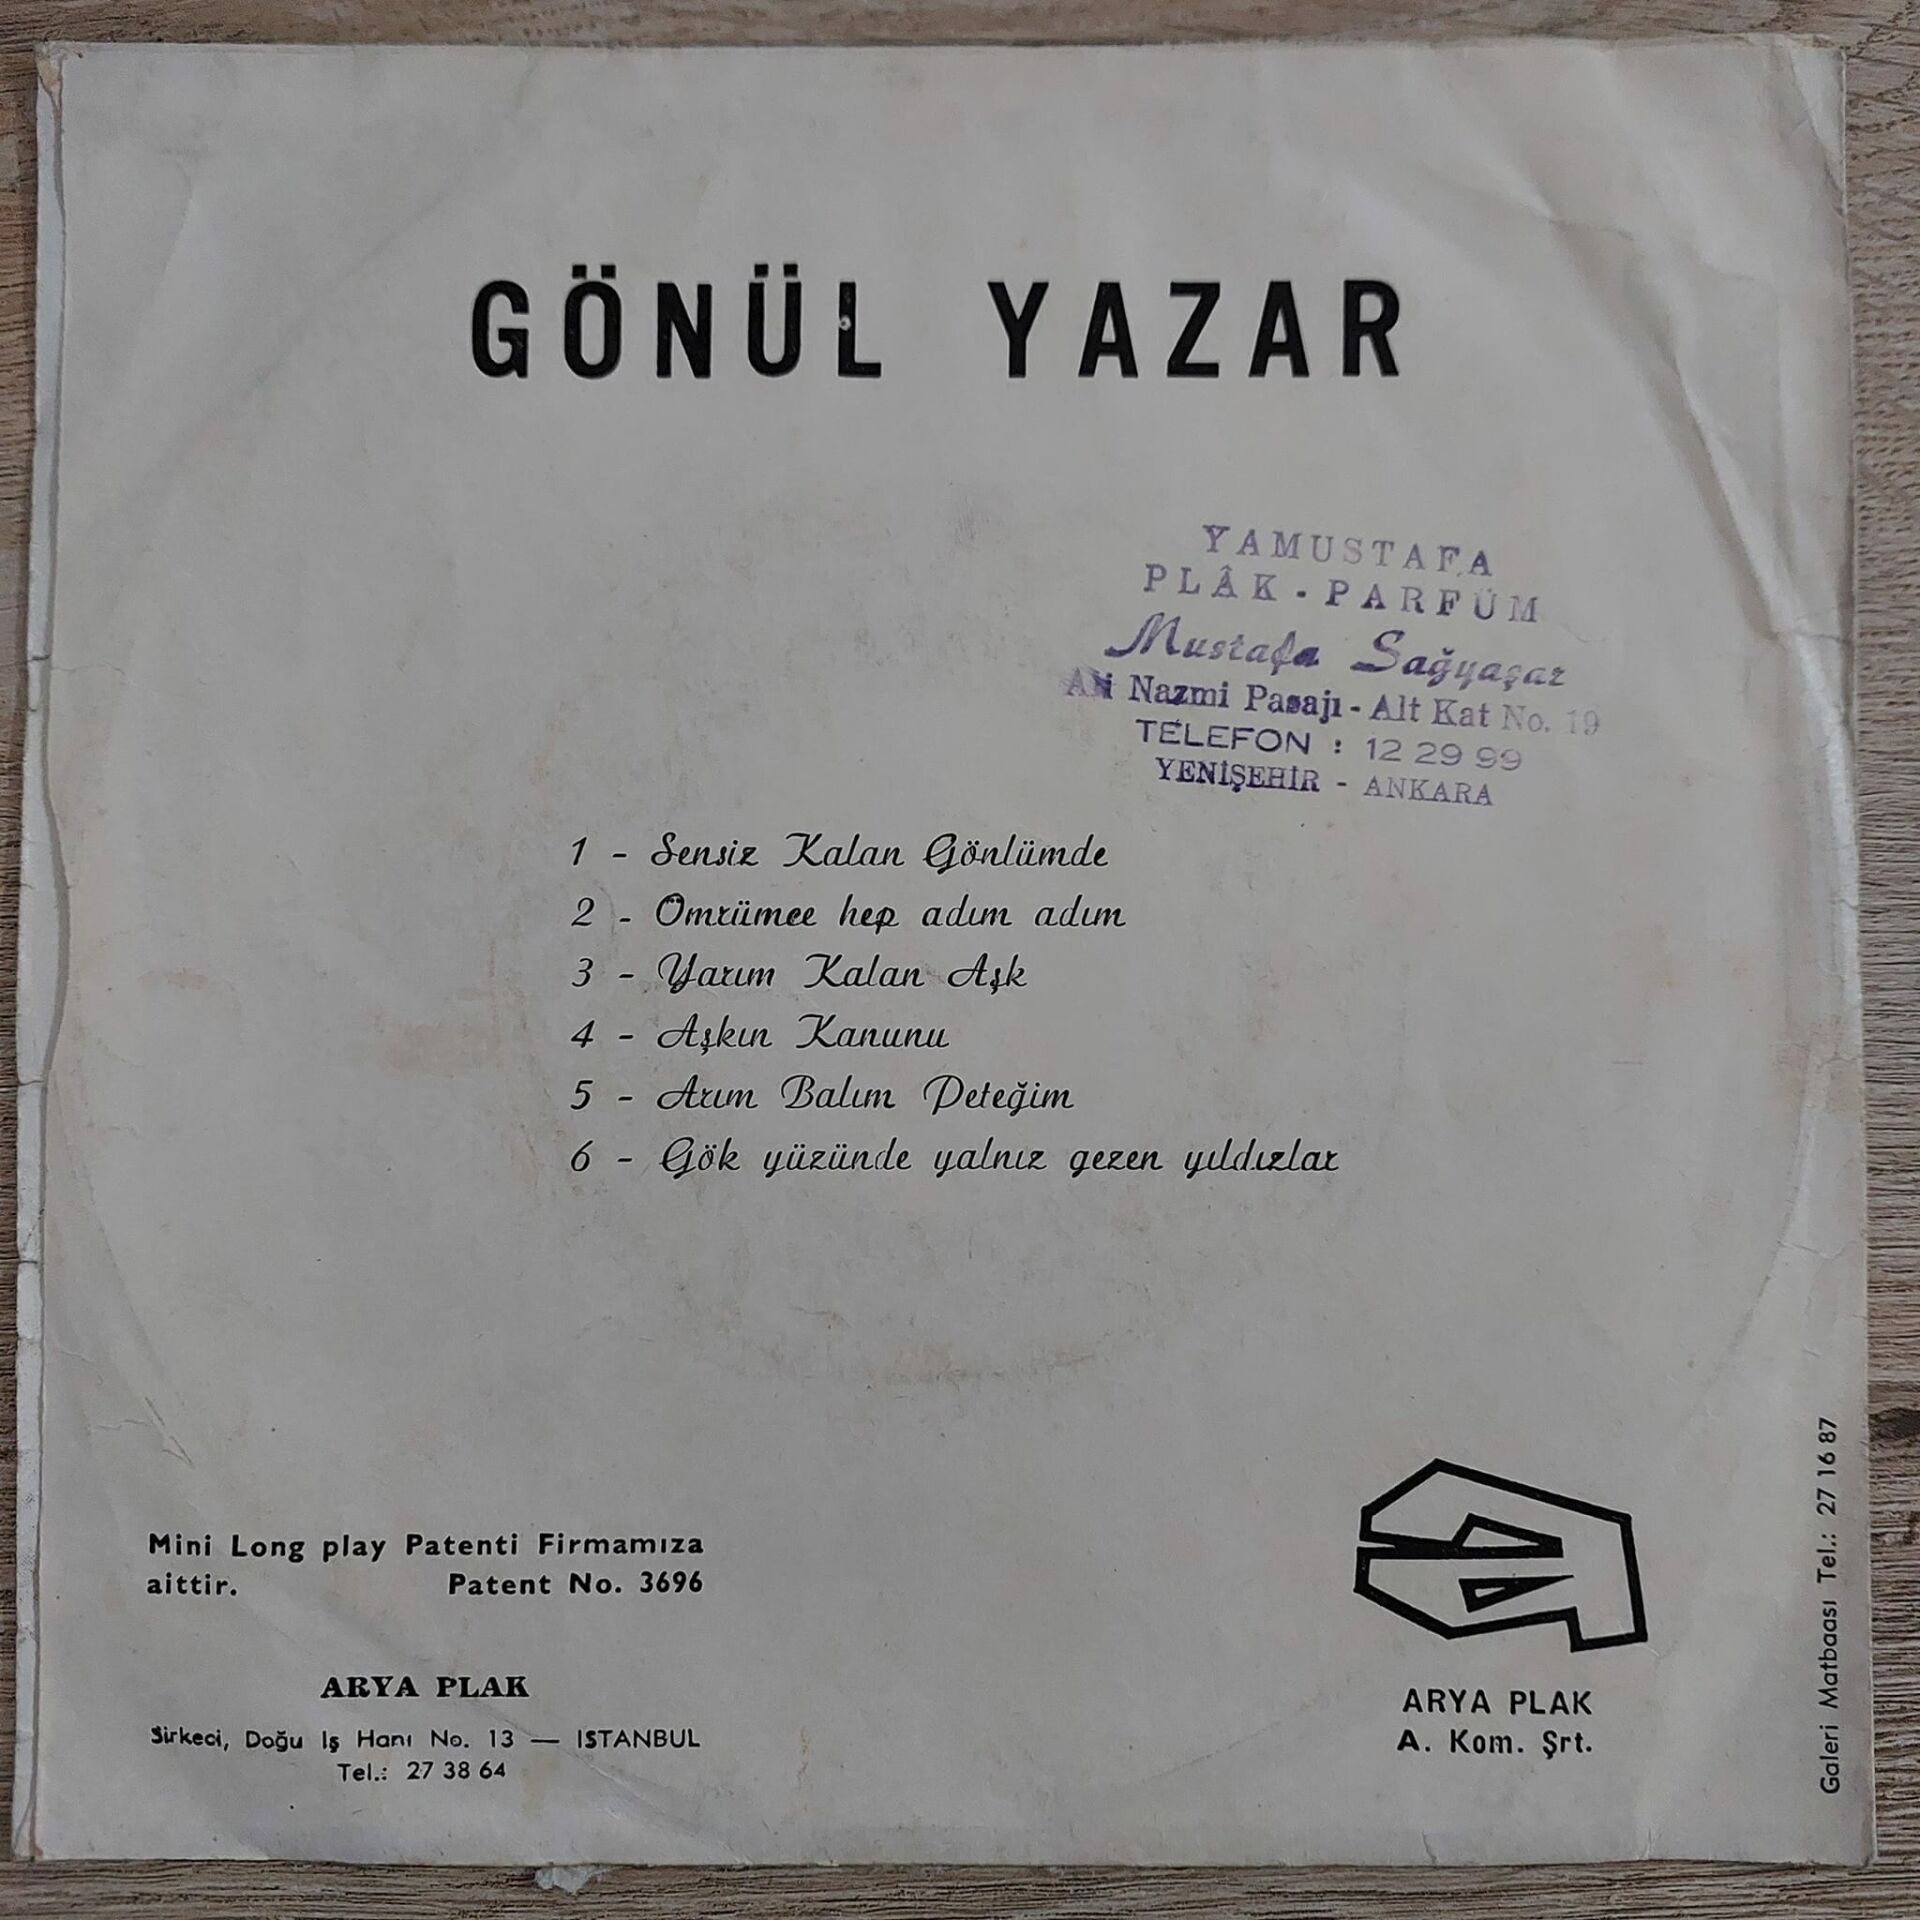 GÖNÜL YAZAR
YAMUSTAFA
PLÂK - PARFÜM
Mustafa Sağyaşar
Ali Nazmi Pasajı - Alt Kat No. 19
TELEFON : 12 29 99
YENİŞEHİR - ANKARA
1 - Sensiz Kalan Gönlümde
2 - Ömrümce hep adım adım
3 - Yarım Kalan Aşk
4 - Aşkın Kanunu
5 - Arım Balım Peteğim
6 - Gök yüzünde yalnız gezen yıldızlar
Mini Long play Patenti Firmamıza
aittir. Patent No. 3696
ARYA PLAK
Sirkeci, Doğu Iş Hanı No. 13 — ISTANBUL
Tel.: 27 38 64
ARYA PLAK
A. Kom. Şrt.
Galeri Matbaası Tel.: 27 16 87